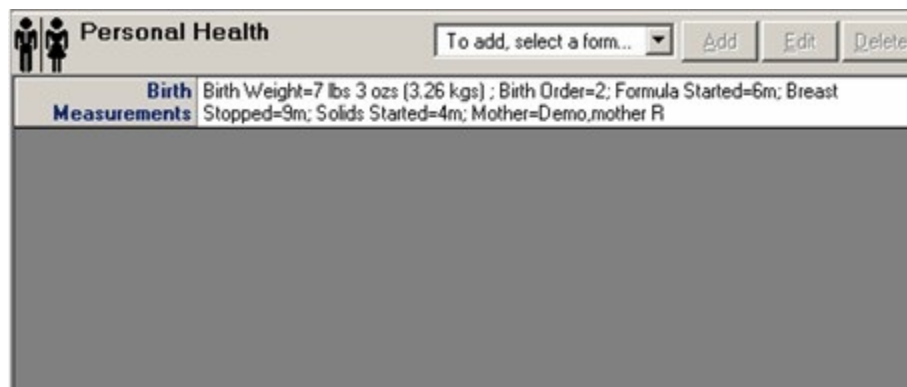 Personal Health
To add, select a form...
Add
Edit
Delete
Birth Measurements
Birth Weight=7 lbs 3 ozs (3.26 kgs) ; Birth Order=2; Formula Started=6m; Breast
Stopped=9m; Solids Started=4m; Mother=Demo,mother R